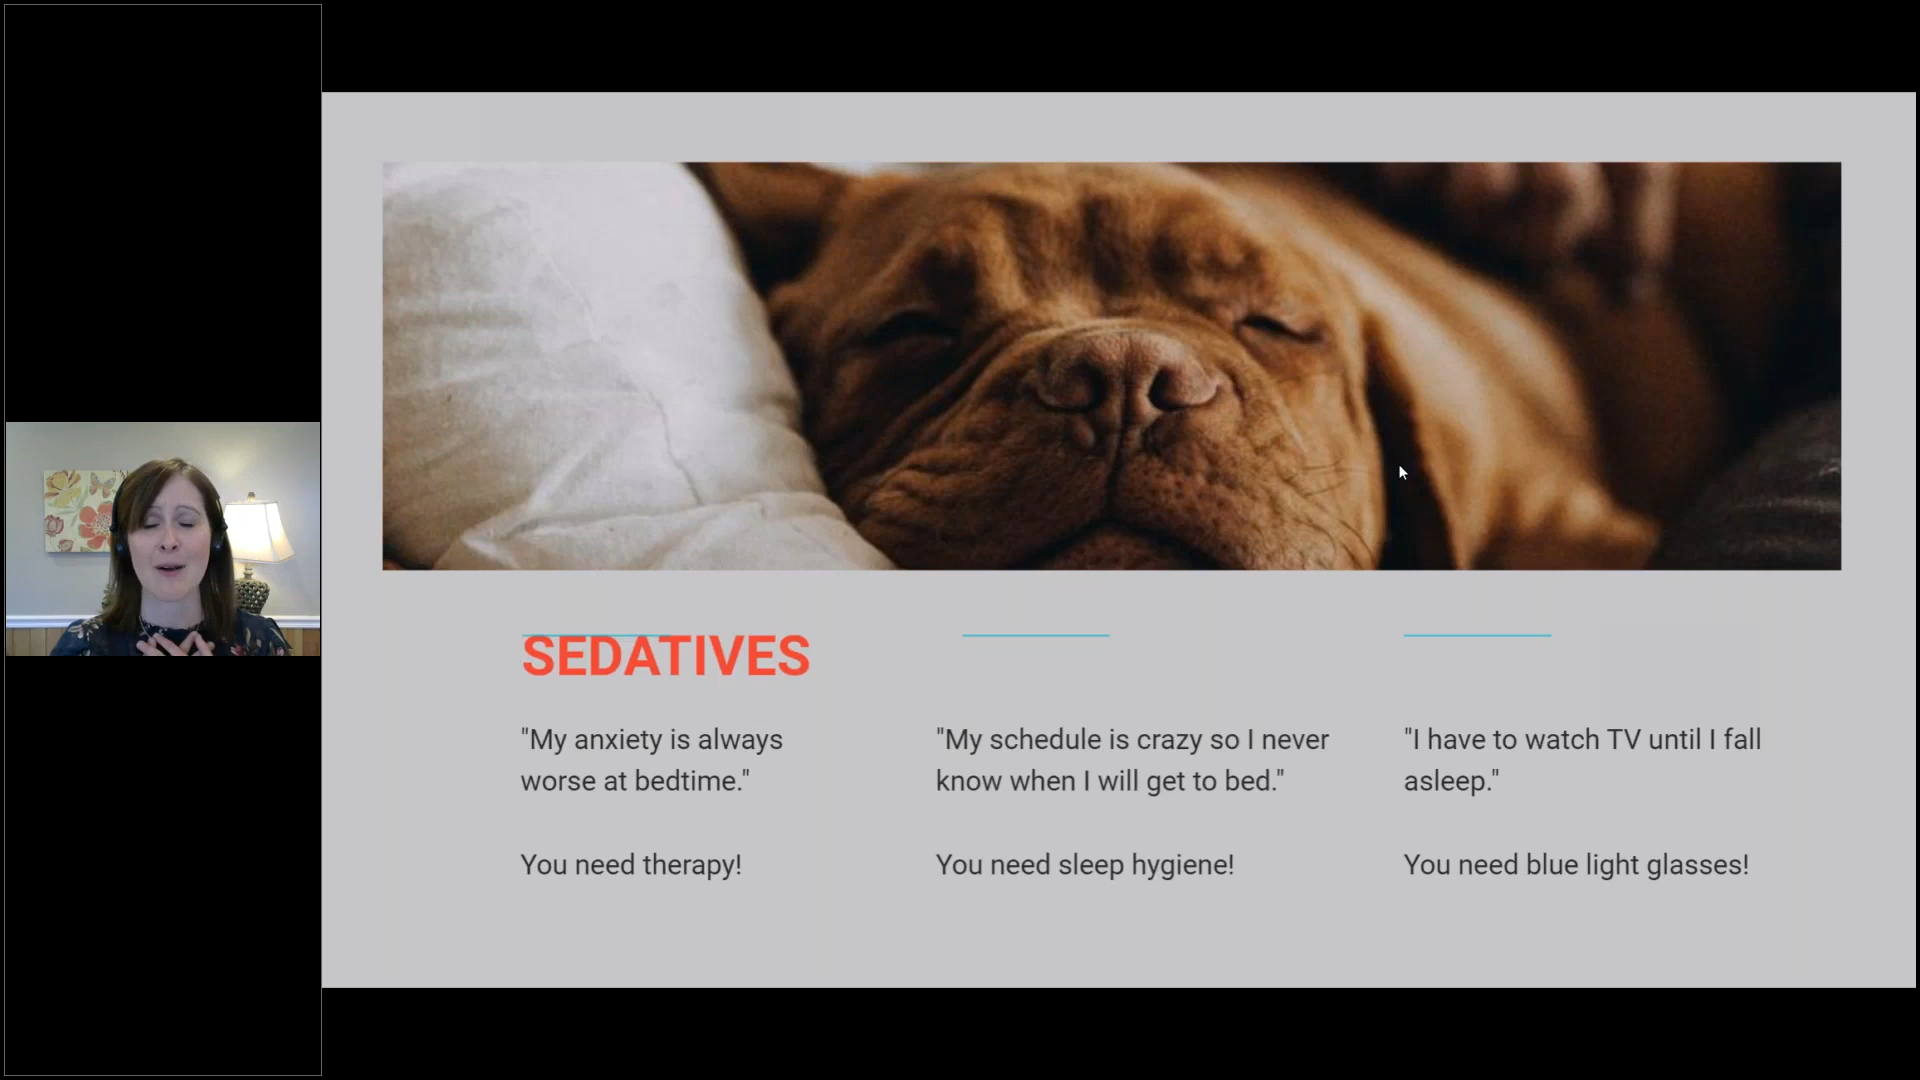 SEDATIVES
"My anxiety is always
worse at bedtime."
You need therapy!
"My schedule is crazy so I never
know when I will get to bed."
You need sleep hygiene!
"I have to watch TV until I fall
asleep."
You need blue light glasses!